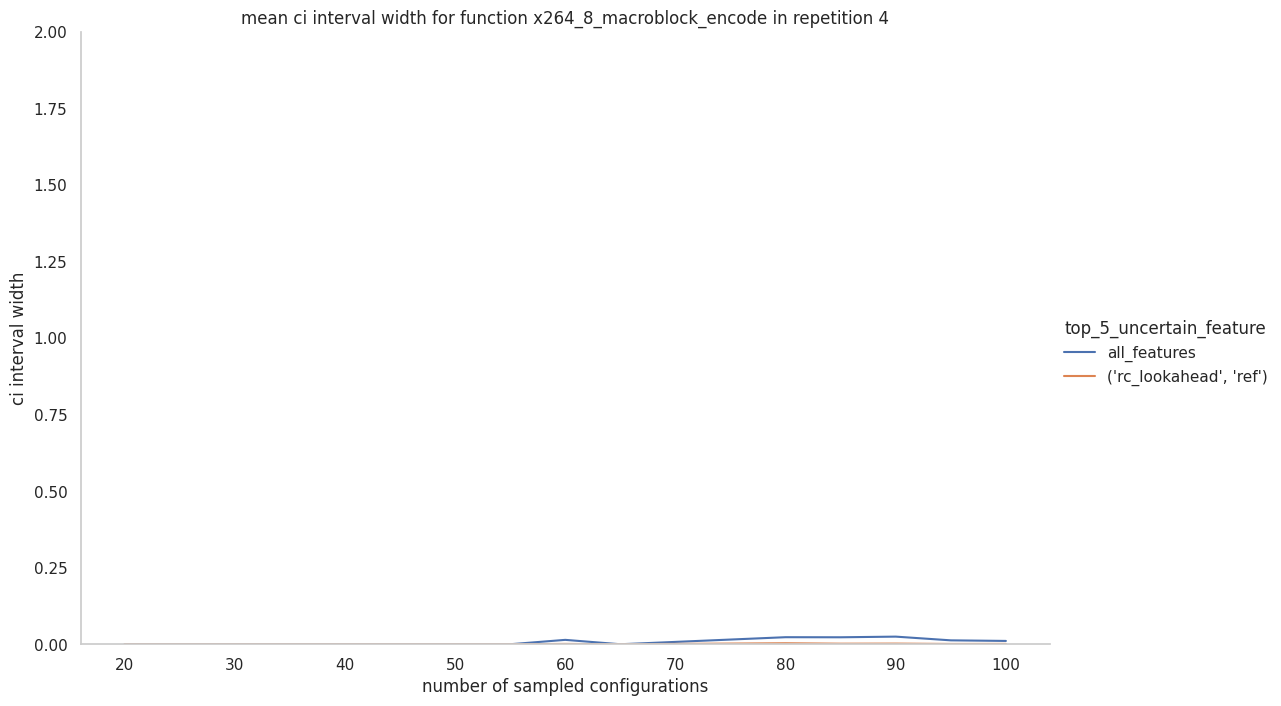 mean ci interval width for function x264_8_macroblock_encode in repetition 4
2.00
1.75
1.50
1.25
1.00
0.75
0.50
0.25
0.00
ci interval width
20 30 40 50 60 70 80 90 100
number of sampled configurations
top_5_uncertain_feature
all_features
('rc_lookahead', 'ref')